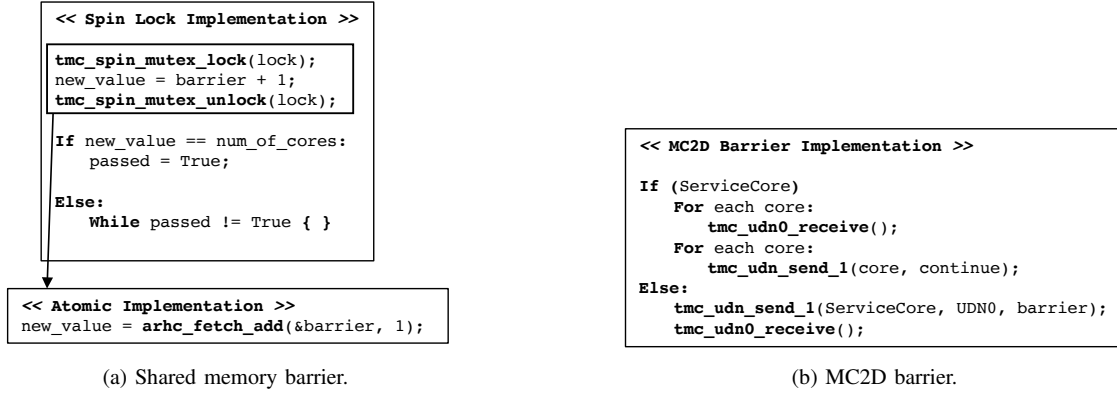 << Spin Lock Implementation >>
tmc_spin_mutex_lock(lock);
new_value = barrier + 1;
tmc_spin_mutex_unlock(lock);
If new_value == num_of_cores:
passed = True;
Else:
While passed != True { }
<< Atomic Implementation >>
new_value = arhc_fetch_add(&barrier, 1);
(a) Shared memory barrier.
<< MC2D Barrier Implementation >>
If (ServiceCore)
For each core:
tmc_udn0_receive();
For each core:
tmc_udn_send_1(core, continue);
Else:
tmc_udn_send_1(ServiceCore, UDN0, barrier);
tmc_udn0_receive();
(b) MC2D barrier.